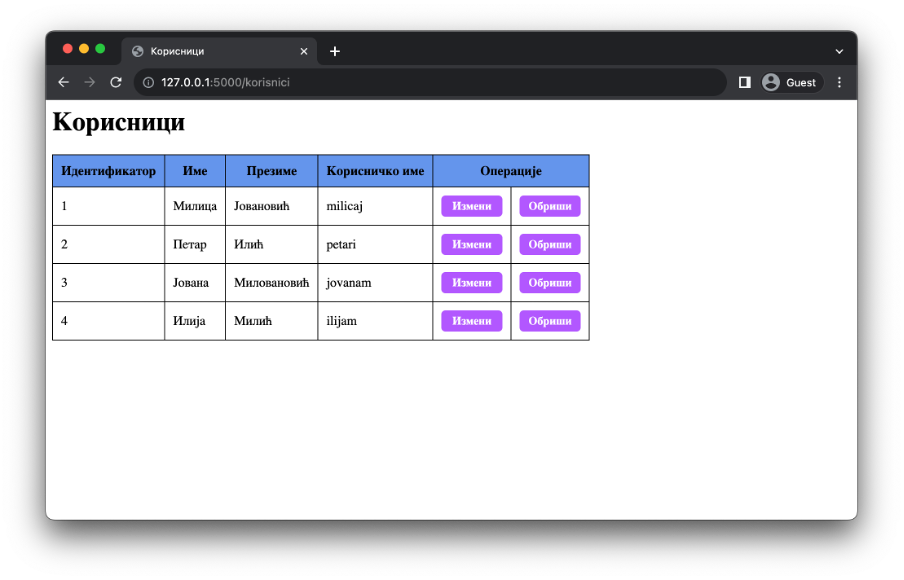 Корисници
127.0.0.1:5000/korisnici
Guest
Корисници
Идентификатор Име Презиме Корисничко име Операције
1 Милица Јовановић milicaj Измени Обриши
2 Петар Илић petari Измени Обриши
3 Јована Миловановић jovanam Измени Обриши
4 Илија Милић ilijam Измени Обриши